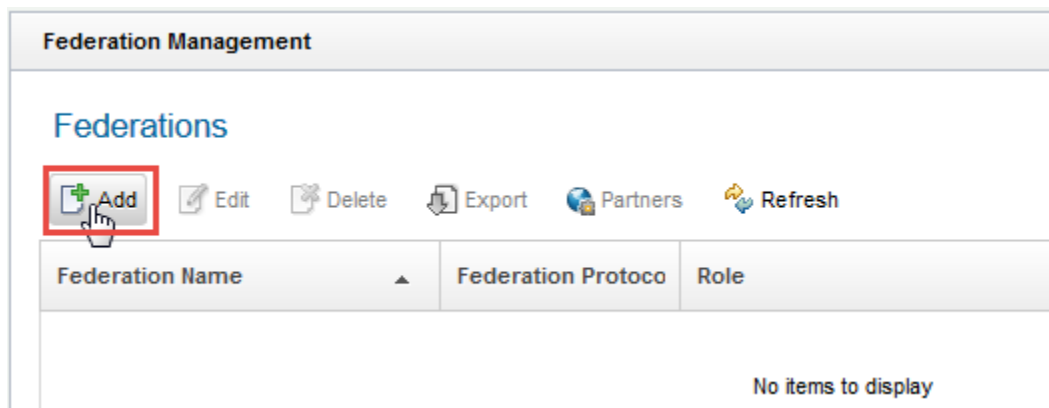 Federation Management
Federations
Add Edit Delete Export Partners Refresh
Federation Name Federation Protoco Role
No items to display